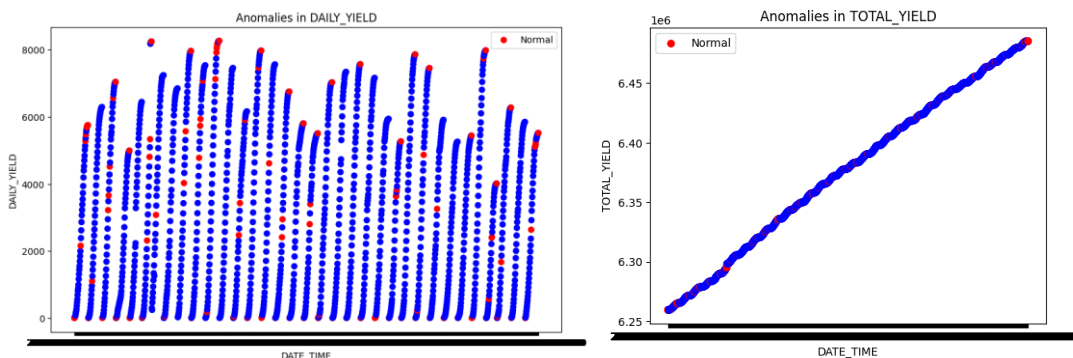 Anomalies in DAILY_YIELD
Normal
8000
6000
4000
2000
0
DAILY_YIELD
DATE_TIME
Anomalies in TOTAL_YIELD
1e6
Normal
6.45
6.40
6.35
6.30
6.25
TOTAL_YIELD
DATE_TIME